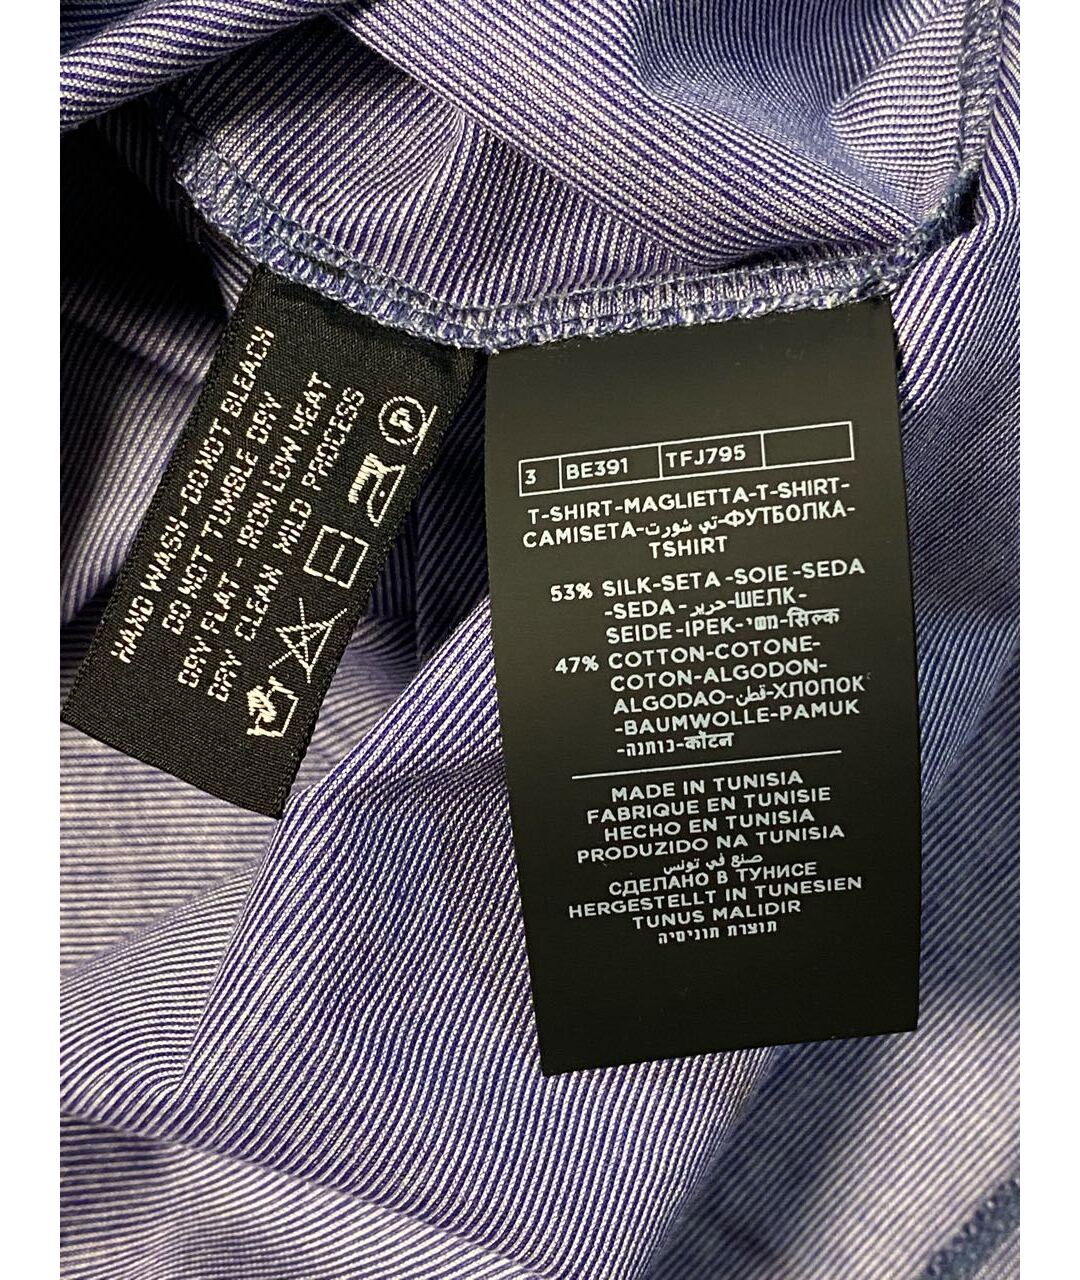 HAND WASH-DO NOT BLEACH
DO NOT TUMBLE DRY
DRY FLAT - IRON LOW HEAT
DRY CLEAN MILD PROCESS
P
3 BE391 TFJ795
T-SHIRT-MAGLIETTA-T-SHIRT-
CAMISETA-تي شورت-ФУТБОЛКА-
TSHIRT
53% SILK-SETA-SOIE-SEDA
-SEDA-حرير-ШЕЛК-
SEIDE-IPEK-משי-सिल्क
47% COTTON-COTONE-
COTON-ALGODON-
ALGODAO-قطن-ХЛОПОК
-BAUMWOLLE-PAMUK
-כותנה-कॉटन
MADE IN TUNISIA
FABRIQUE EN TUNISIE
HECHO EN TUNISIA
PRODUZIDO NA TUNISIA
صنع في تونس
СДЕЛАНО В ТУНИСЕ
HERGESTELLT IN TUNESIEN
TUNUS MALIDIR
תוצרת תוניסיה